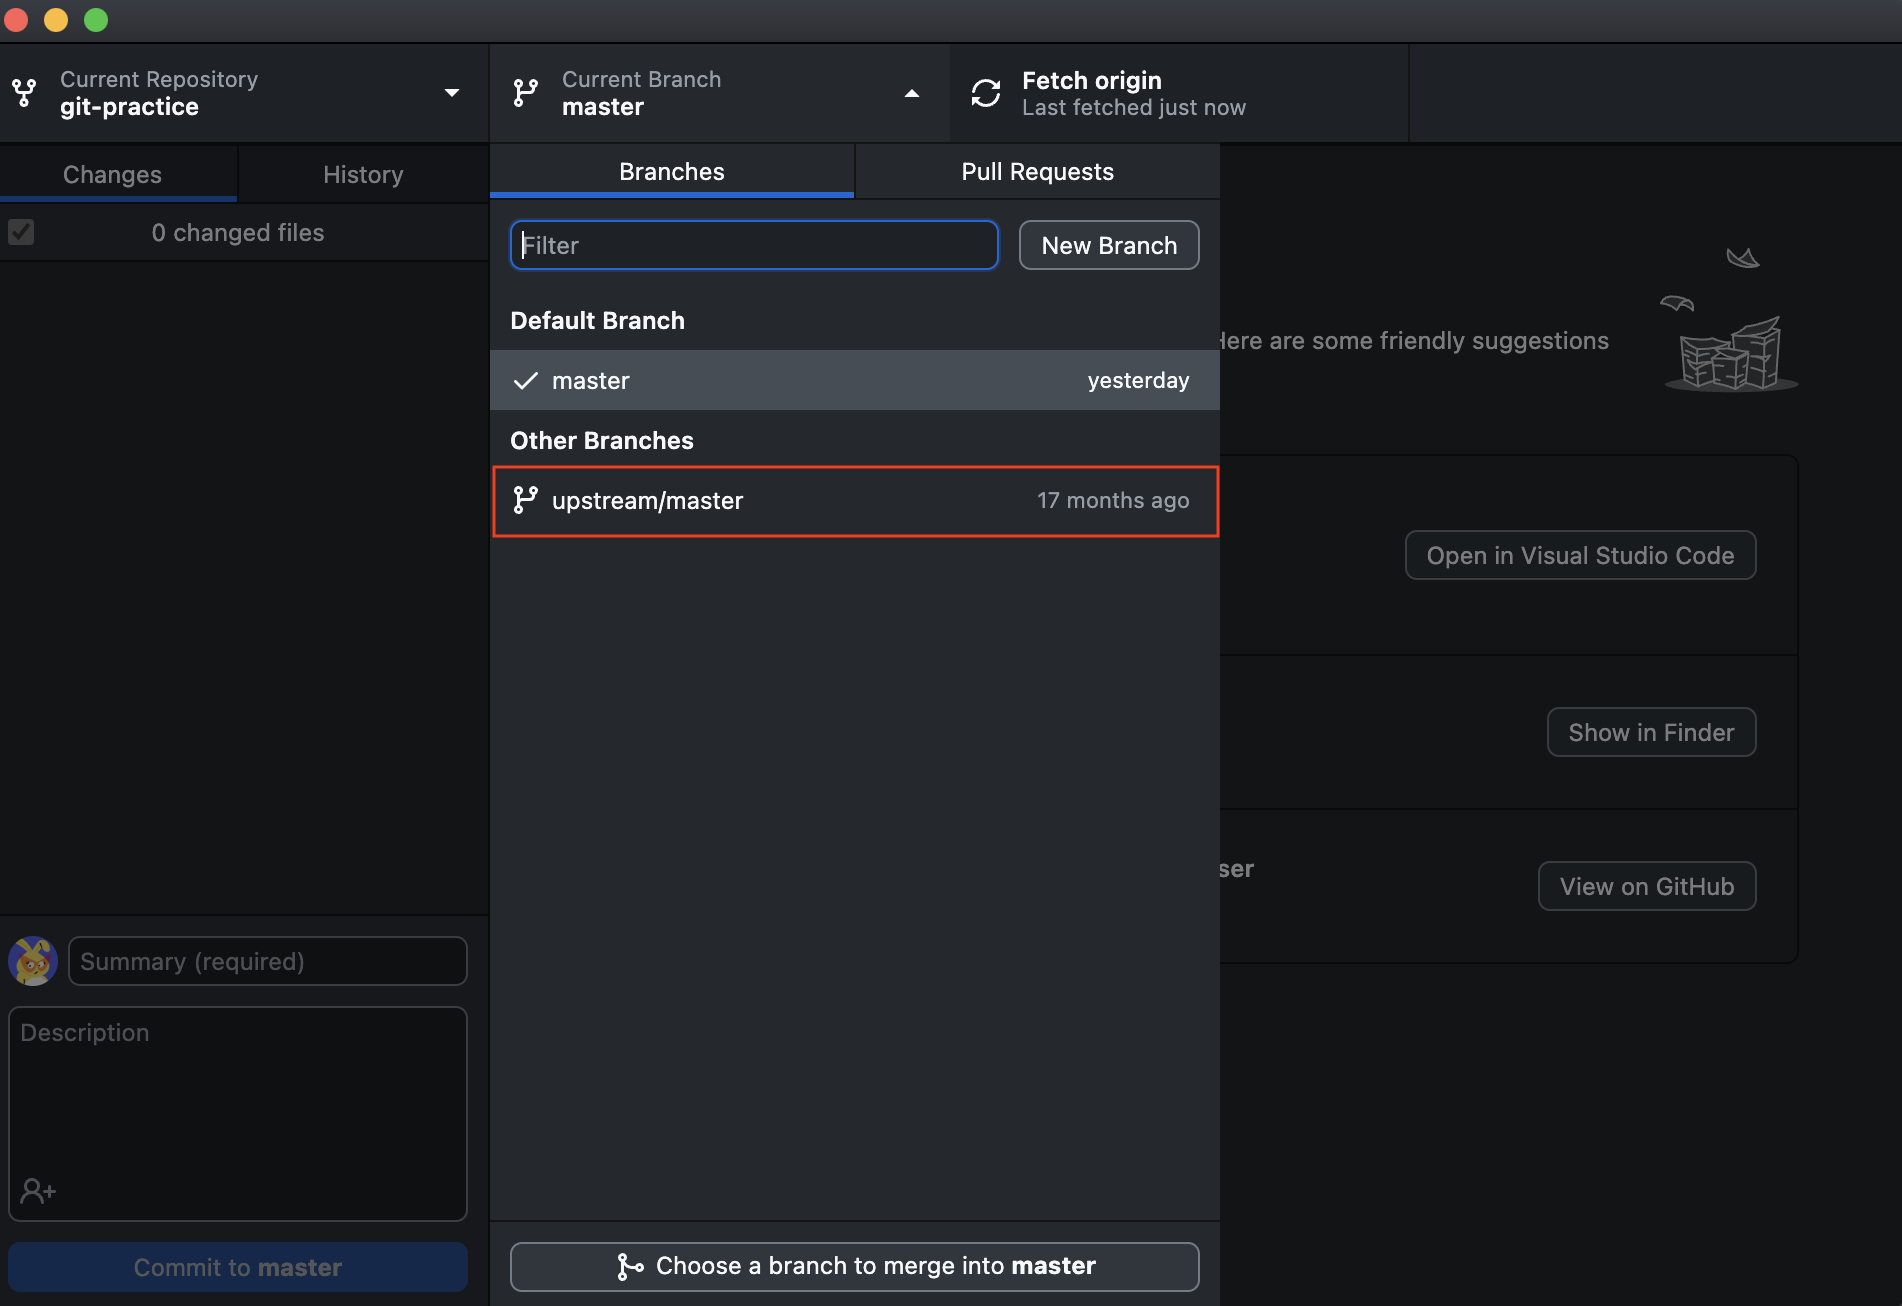 Current Repository
git-practice
Current Branch
master
Fetch origin
Last fetched just now
Changes
History
0 changed files
Branches
Pull Requests
Filter
New Branch
Default Branch
master
yesterday
Other Branches
upstream/master
17 months ago
Here are some friendly suggestions
Open in Visual Studio Code
Show in Finder
ser
View on GitHub
Summary (required)
Description
Commit to master
Choose a branch to merge into master